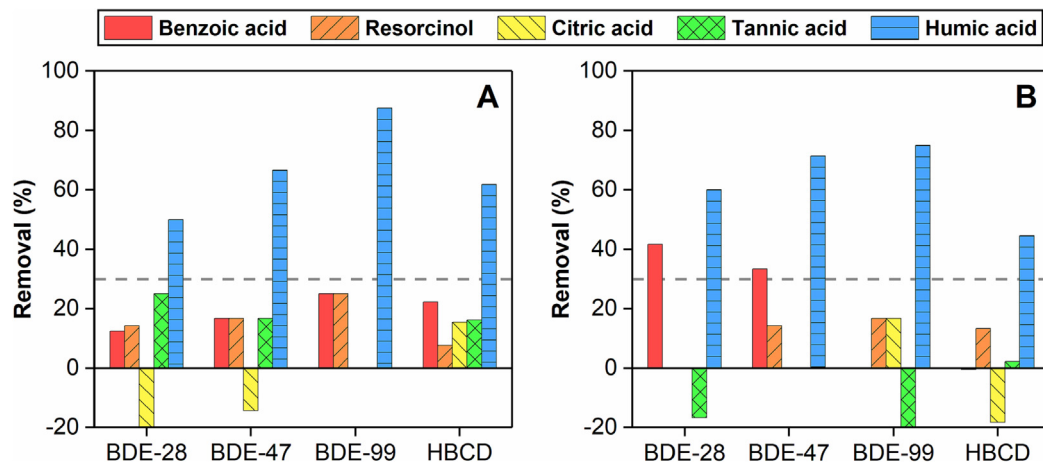 Benzoic acid Resorcinol Citric acid Tannic acid Humic acid
A
Removal (%)
100
80
60
40
20
0
-20
BDE-28 BDE-47 BDE-99 HBCD
B
Removal (%)
100
80
60
40
20
0
-20
BDE-28 BDE-47 BDE-99 HBCD